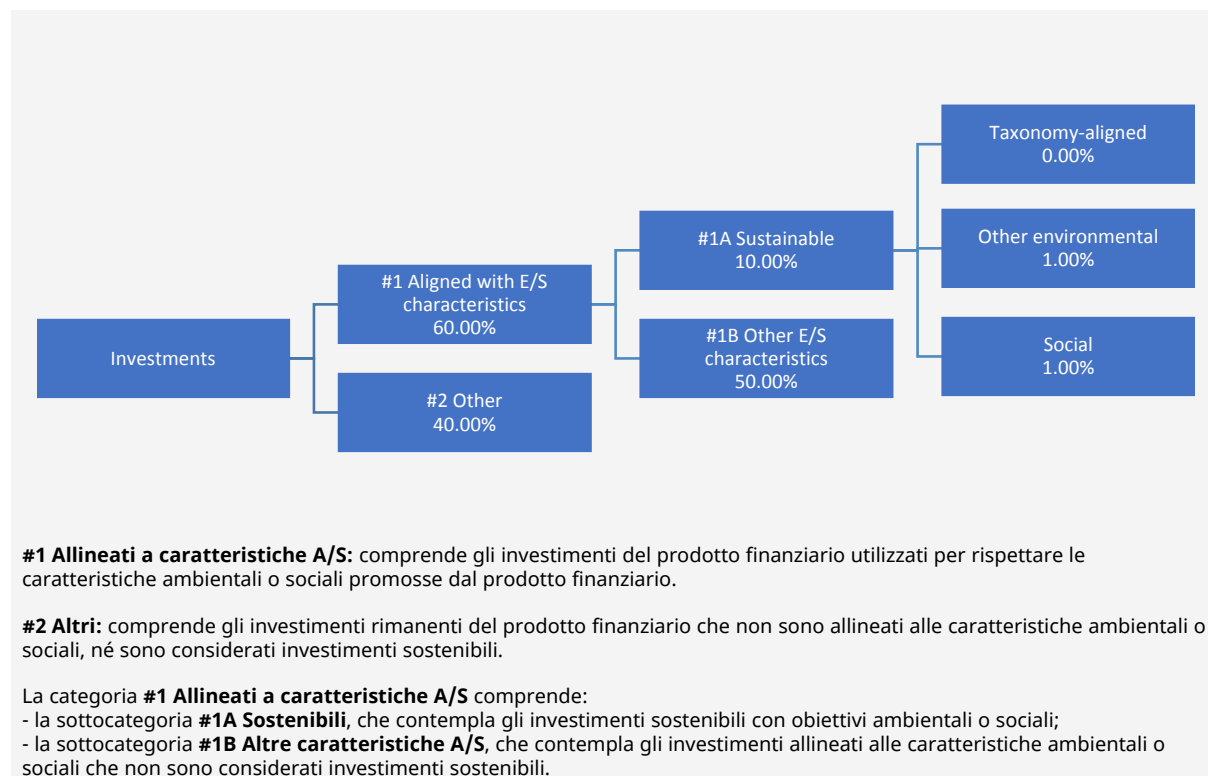 Taxonomy-aligned
0.00%
#1A Sustainable
10.00%
Other environmental
1.00%
#1 Aligned with E/S
characteristics
60.00%
Investments
#1B Other E/S
characteristics
50.00%
Social
1.00%
#2 Other
40.00%
#1 Allineati a caratteristiche A/S: comprende gli investimenti del prodotto finanziario utilizzati per rispettare le
caratteristiche ambientali o sociali promosse dal prodotto finanziario.
#2 Altri: comprende gli investimenti rimanenti del prodotto finanziario che non sono allineati alle caratteristiche ambientali o
sociali, né sono considerati investimenti sostenibili.
La categoria #1 Allineati a caratteristiche A/S comprende:
- la sottocategoria #1A Sostenibili, che contempla gli investimenti sostenibili con obiettivi ambientali o sociali;
- la sottocategoria #1B Altre caratteristiche A/S, che contempla gli investimenti allineati alle caratteristiche ambientali o
sociali che non sono considerati investimenti sostenibili.